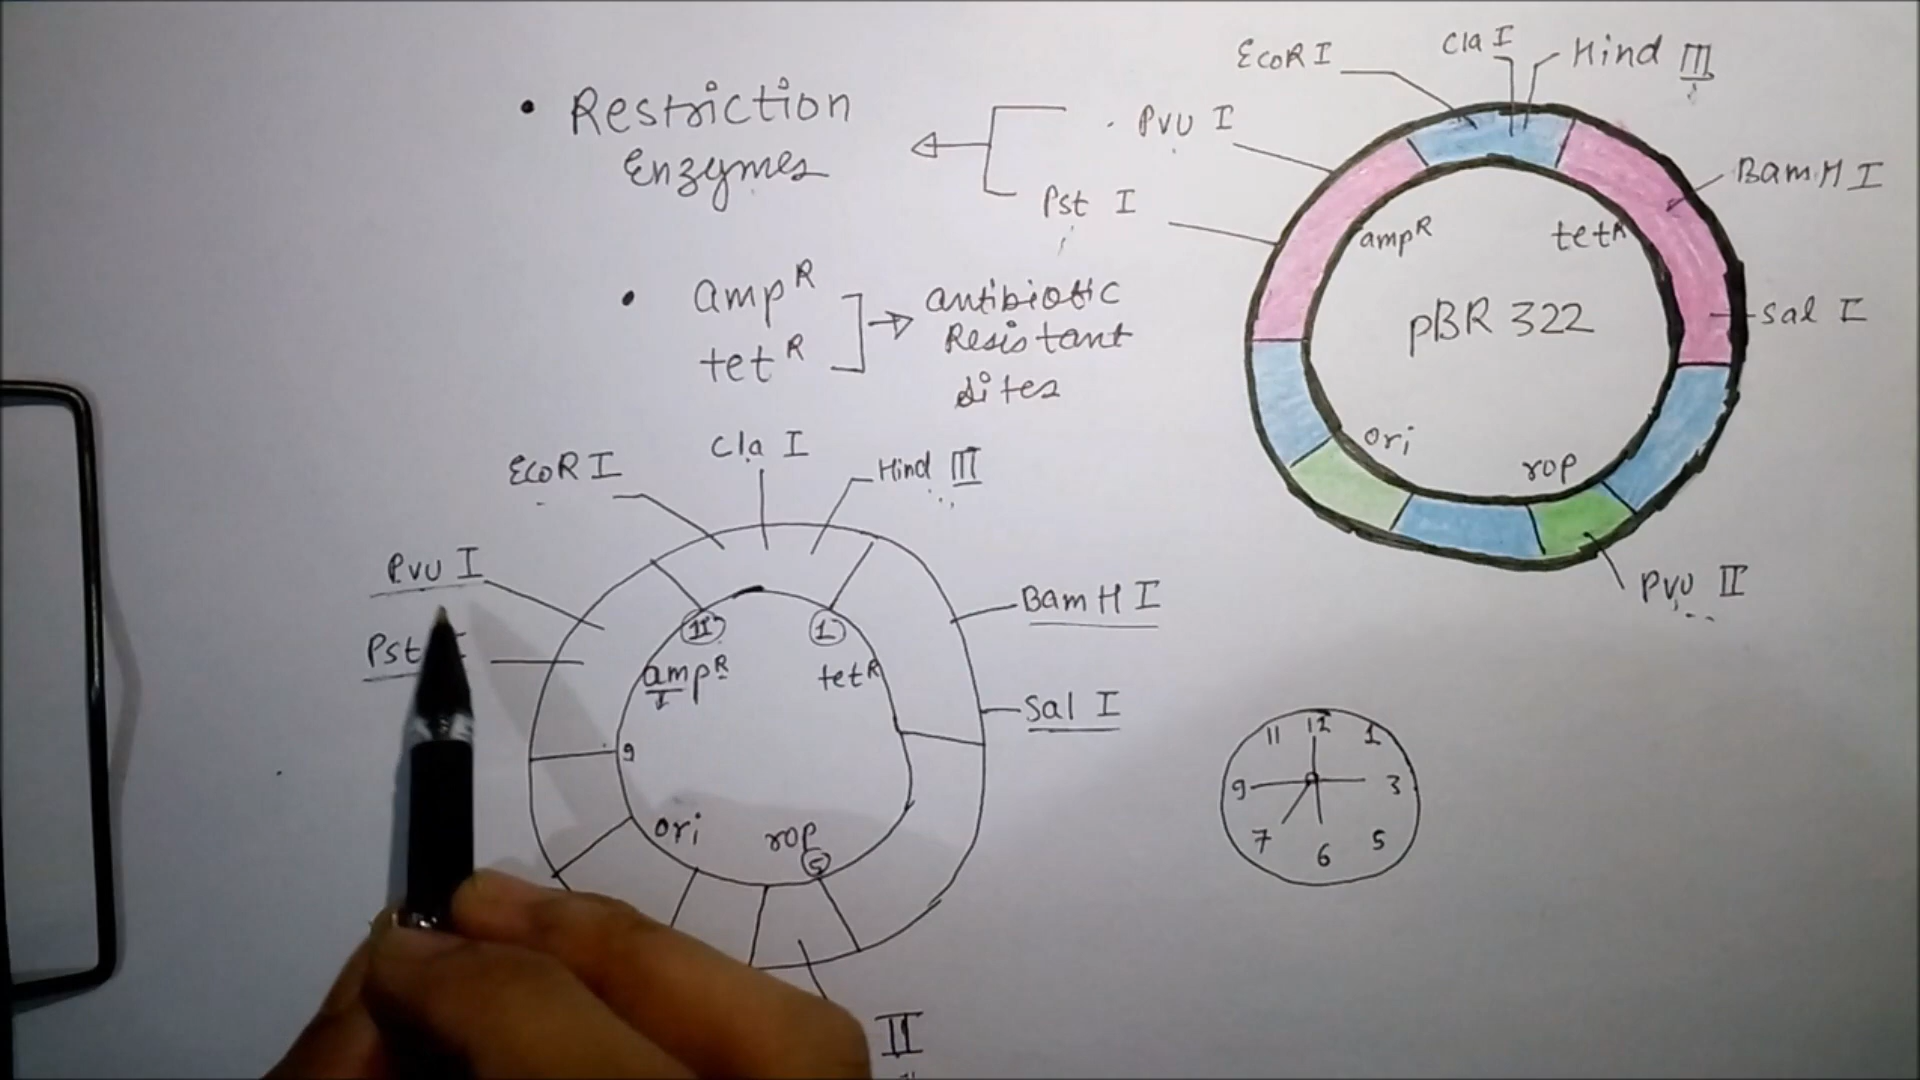 • Restriction
Enzymes
Pvu I
Pst I
• amp R
tet R
antibiotic
Resistant
sites
EcoR I
Cla I
Hind III
BamH I
Sal I
Pvu II
amp R
tet R
pBR 322
ori
rop
EcoR I
Cla I
Hind III
Pvu I
Pst
BamH I
Sal I
11
1
amp R
I
tet R
9
ori
rop
5
II
11 12 1
9 3
7 6 5